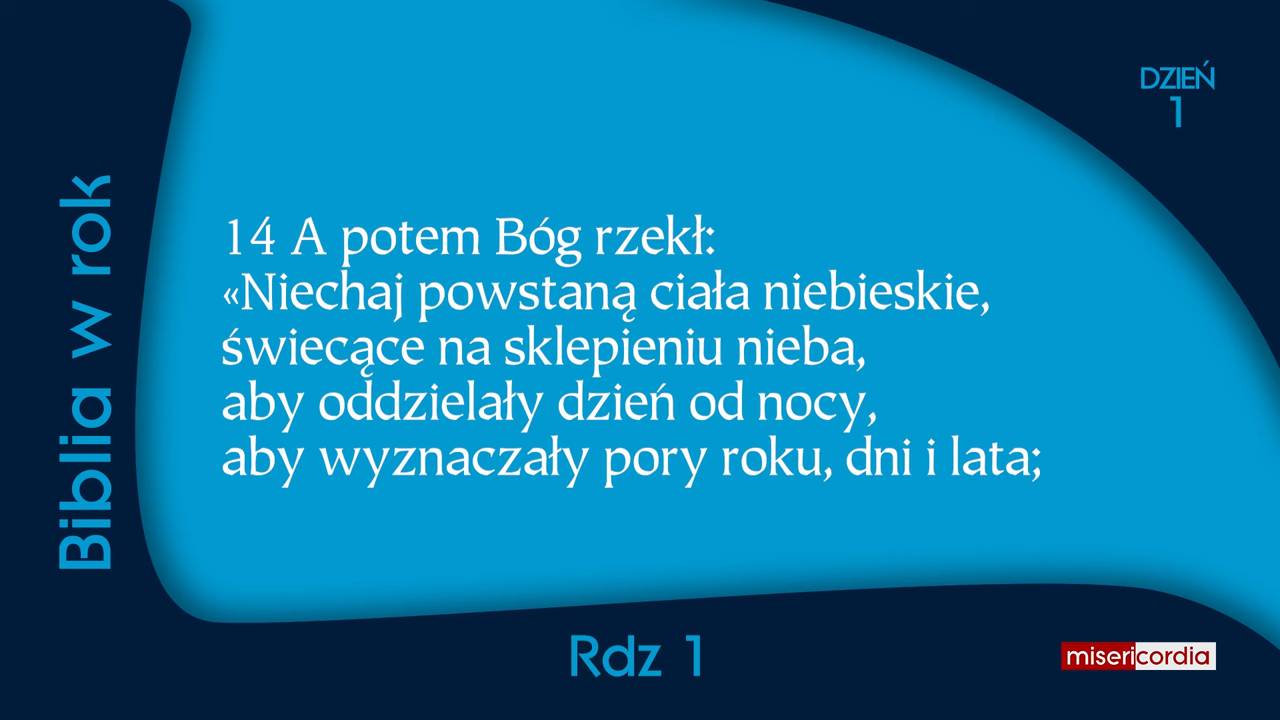 DZIEŃ
1
Biblia w rok
14 A potem Bóg rzekł:
«Niechaj powstaną ciała niebieskie,
świecące na sklepieniu nieba,
aby oddzielały dzień od nocy,
aby wyznaczały pory roku, dni i lata;
Rdz 1
misericordia